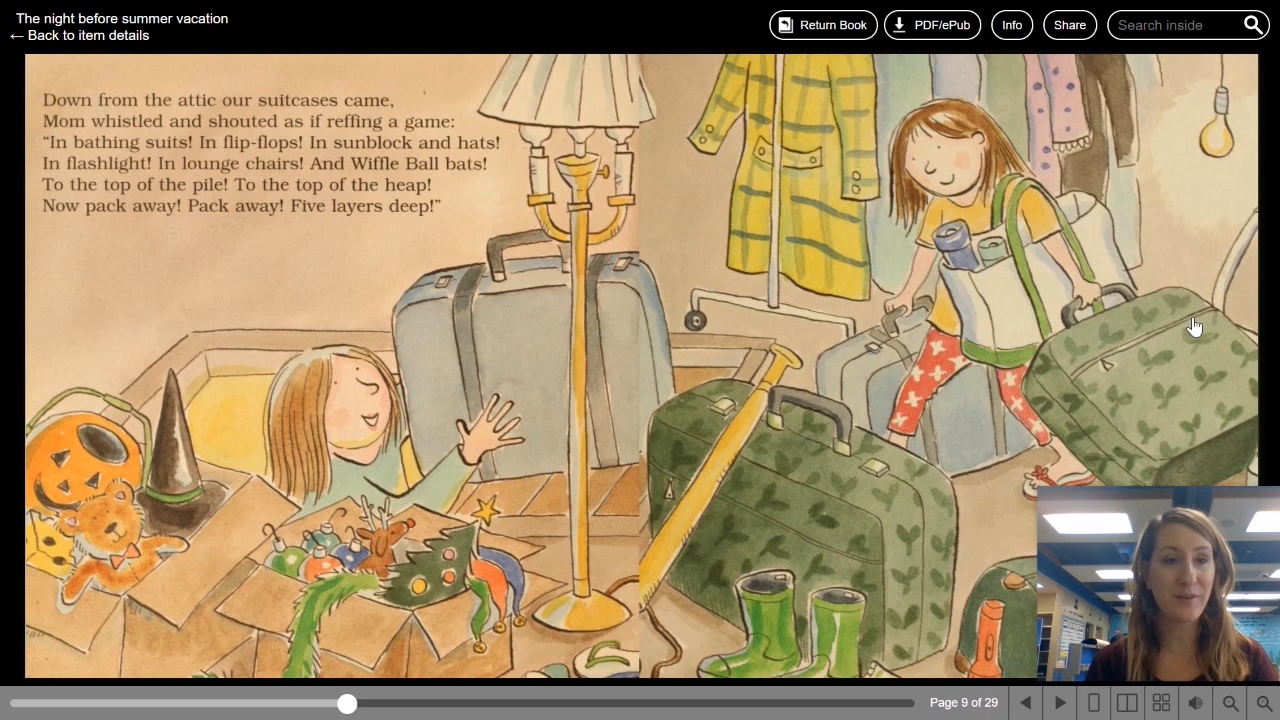 The night before summer vacation
← Back to item details
Return Book
PDF/ePub
Info
Share
Search inside
Down from the attic our suitcases came,
Mom whistled and shouted as if reffing a game:
“In bathing suits! In flip-flops! In sunblock and hats!
In flashlight! In lounge chairs! And Wiffle Ball bats!
To the top of the pile! To the top of the heap!
Now pack away! Pack away! Five layers deep!”
Page 9 of 29